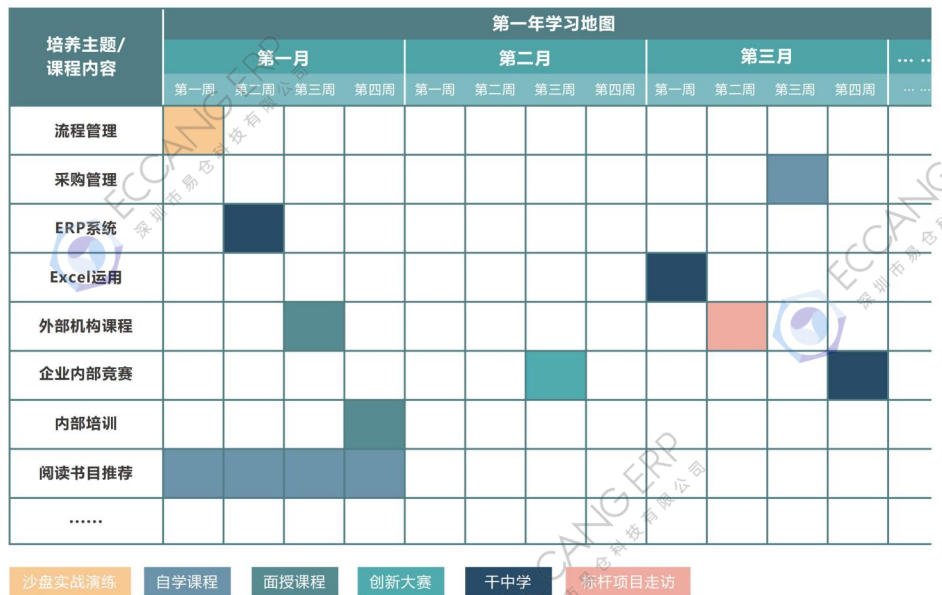 第一年学习地图
培养主题/
课程内容
第一月 第二月 第三月 ... ...
第一周 第二周 第三周 第四周 第一周 第二周 第三周 第四周 第一周 第二周 第三周 第四周 ... ...
流程管理
采购管理
ERP系统
Excel运用
外部机构课程
企业内部竞赛
内部培训
阅读书目推荐
......
沙盘实战演练 自学课程 面授课程 创新大赛 干中学 标杆项目走访
ECCANG ERP
深圳市易仓科技有限公司